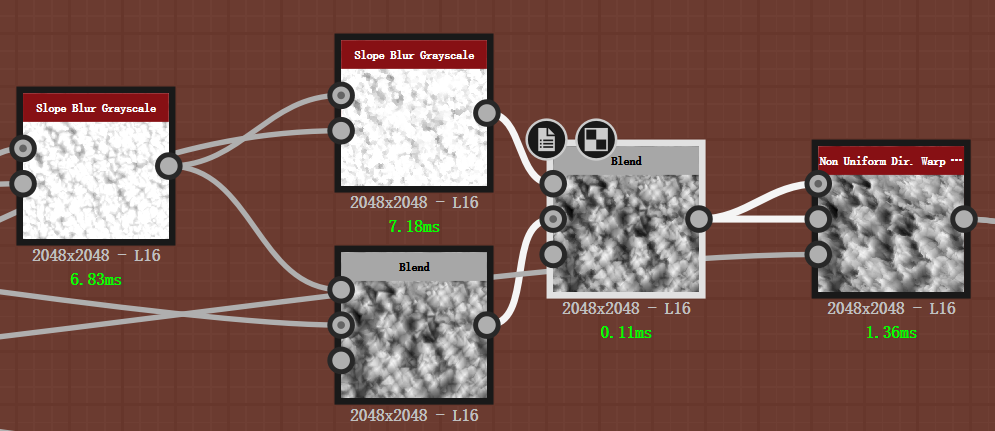 Slope Blur Grayscale
2048x2048 - L16
6.83ms
Slope Blur Grayscale
2048x2048 - L16
7.18ms
Blend
2048x2048 - L16
Blend
2048x2048 - L16
0.11ms
Non Uniform Dir. Warp ---
2048x2048 - L16
1.36ms